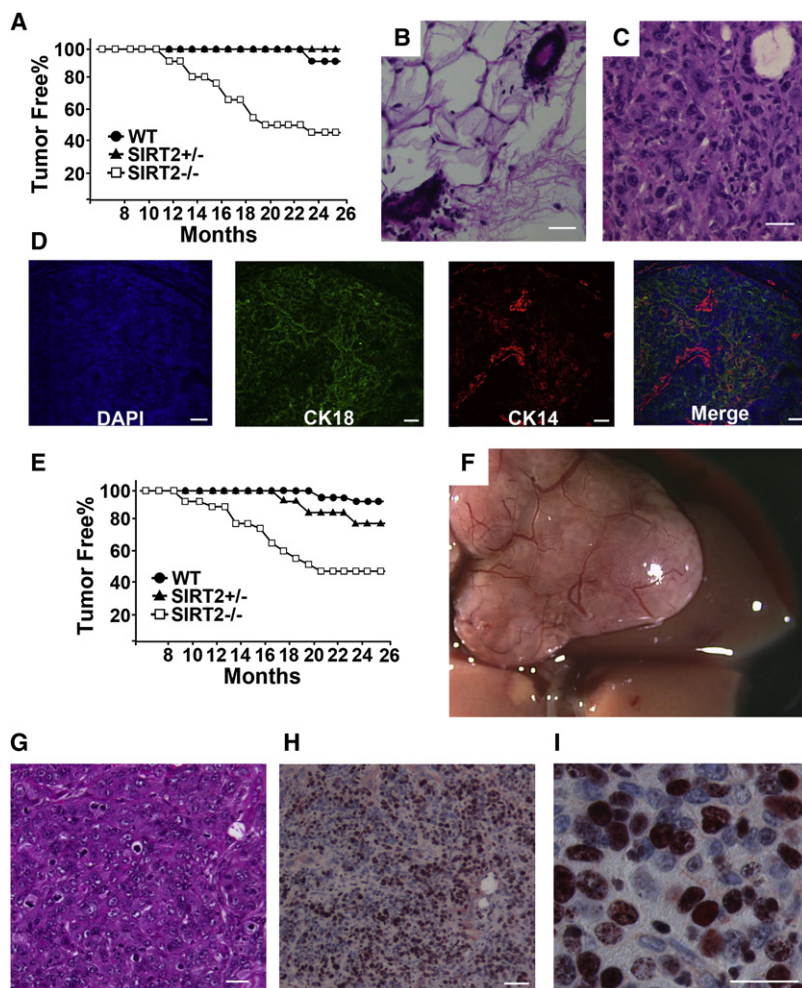 A
Tumor Free%
100
80
60
40
20
WT
SIRT2+/-
SIRT2-/-
8 10 12 14 16 18 20 22 24 26
Months
B
C
D
DAPI
CK18
CK14
Merge
E
Tumor Free%
100
80
60
40
20
WT
SIRT2+/-
SIRT2-/-
8 10 12 14 16 18 20 22 24 26
Months
F
G
H
I